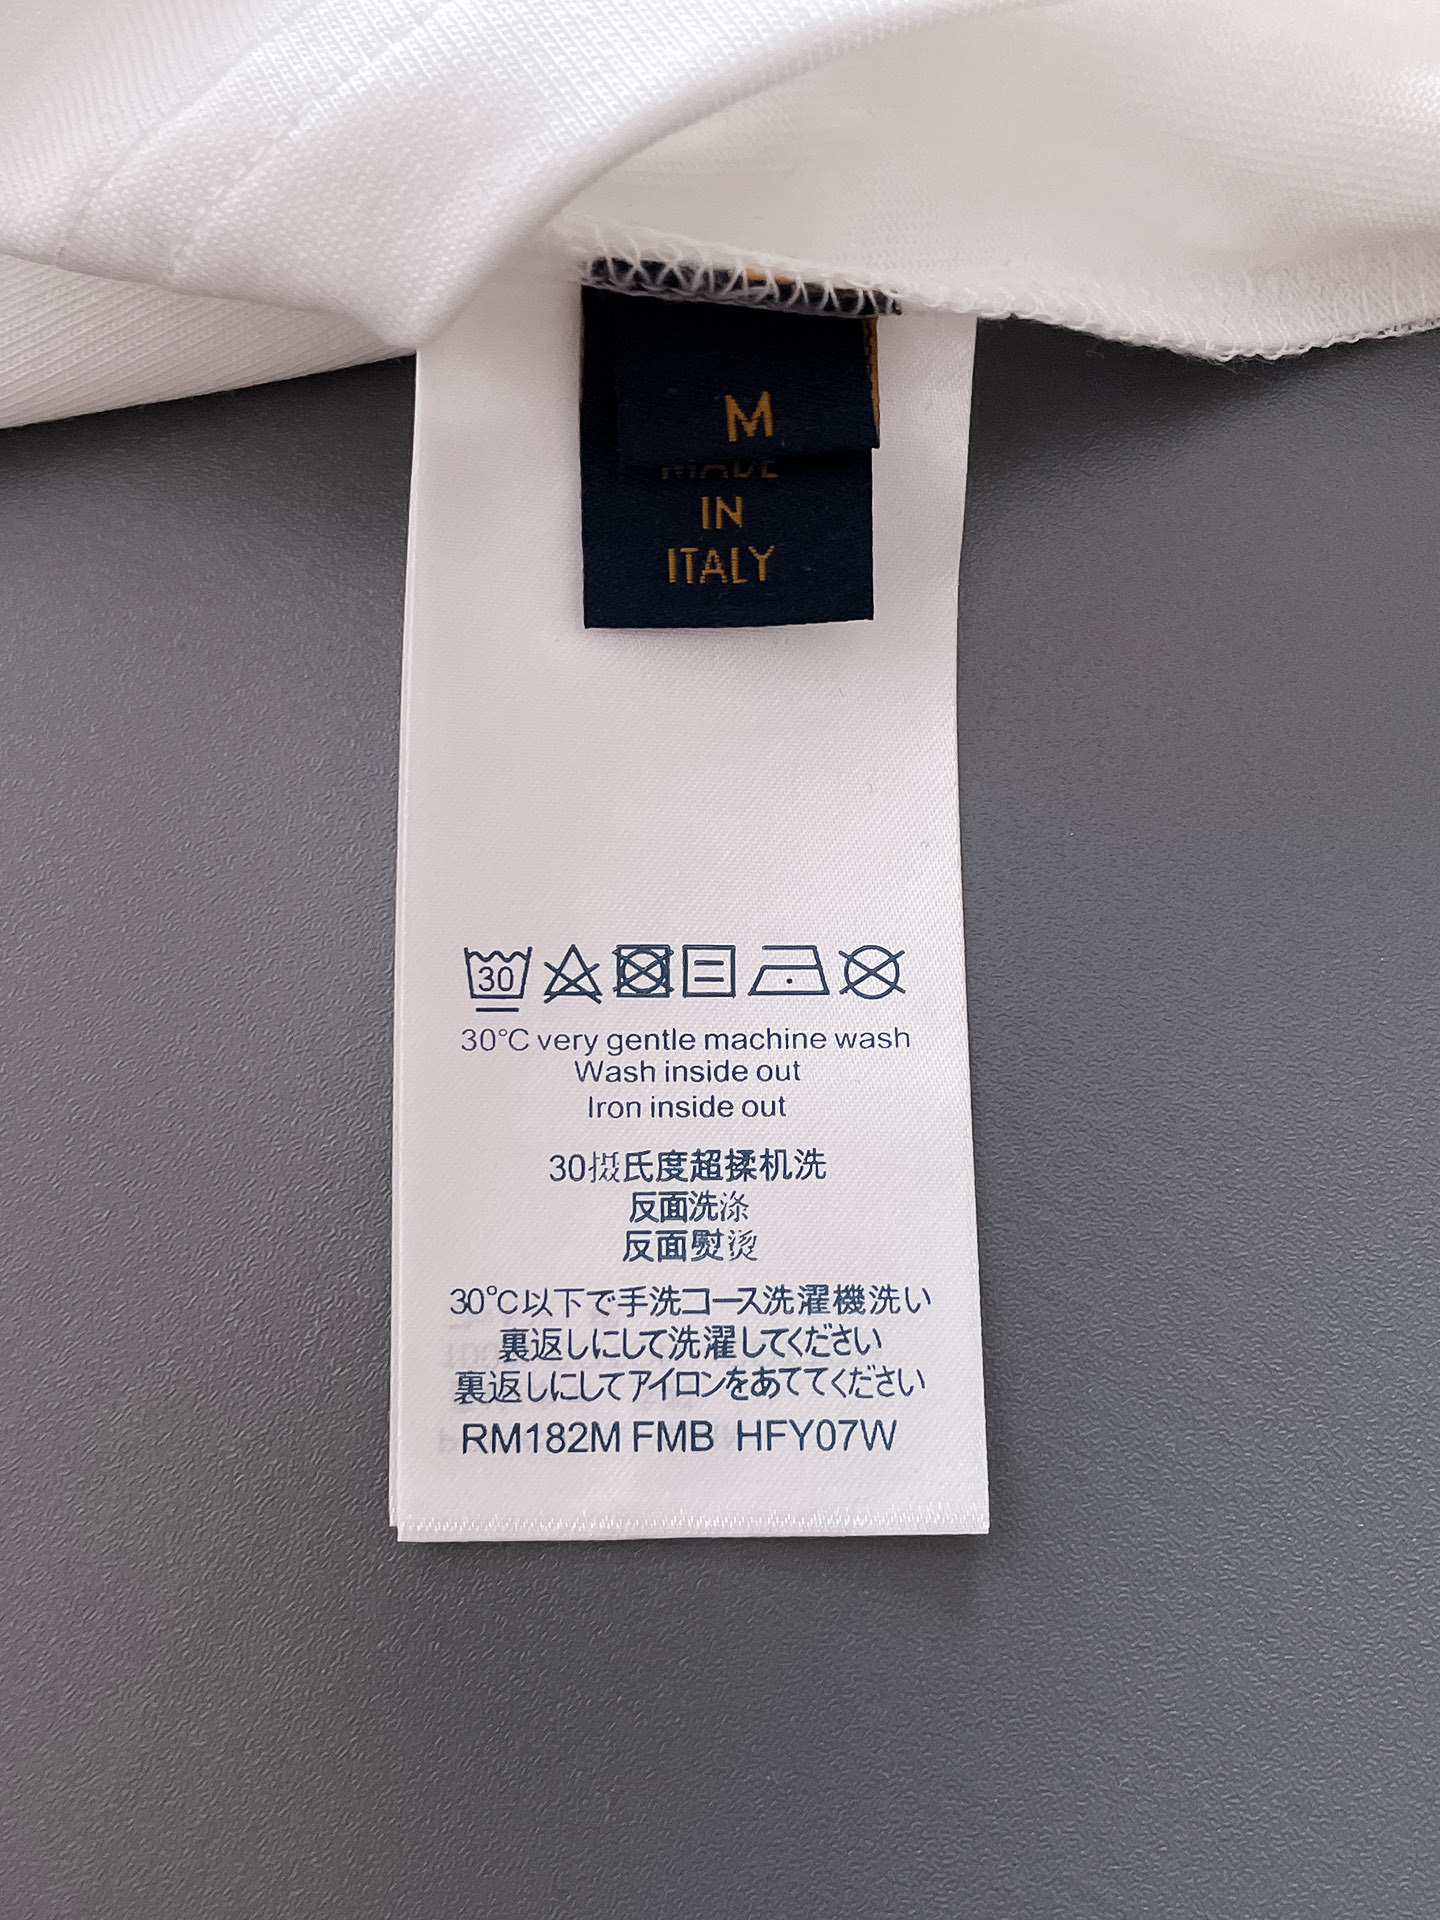 M
MADE
IN
ITALY
30
30°C very gentle machine wash
Wash inside out
Iron inside out
30摄氏度超揉机洗
反面洗涤
反面熨烫
30℃以下で手洗コース洗濯機洗い
裏返しにして洗濯してください
裏返しにしてアイロンをあててください
RM182M FMB HFY07W